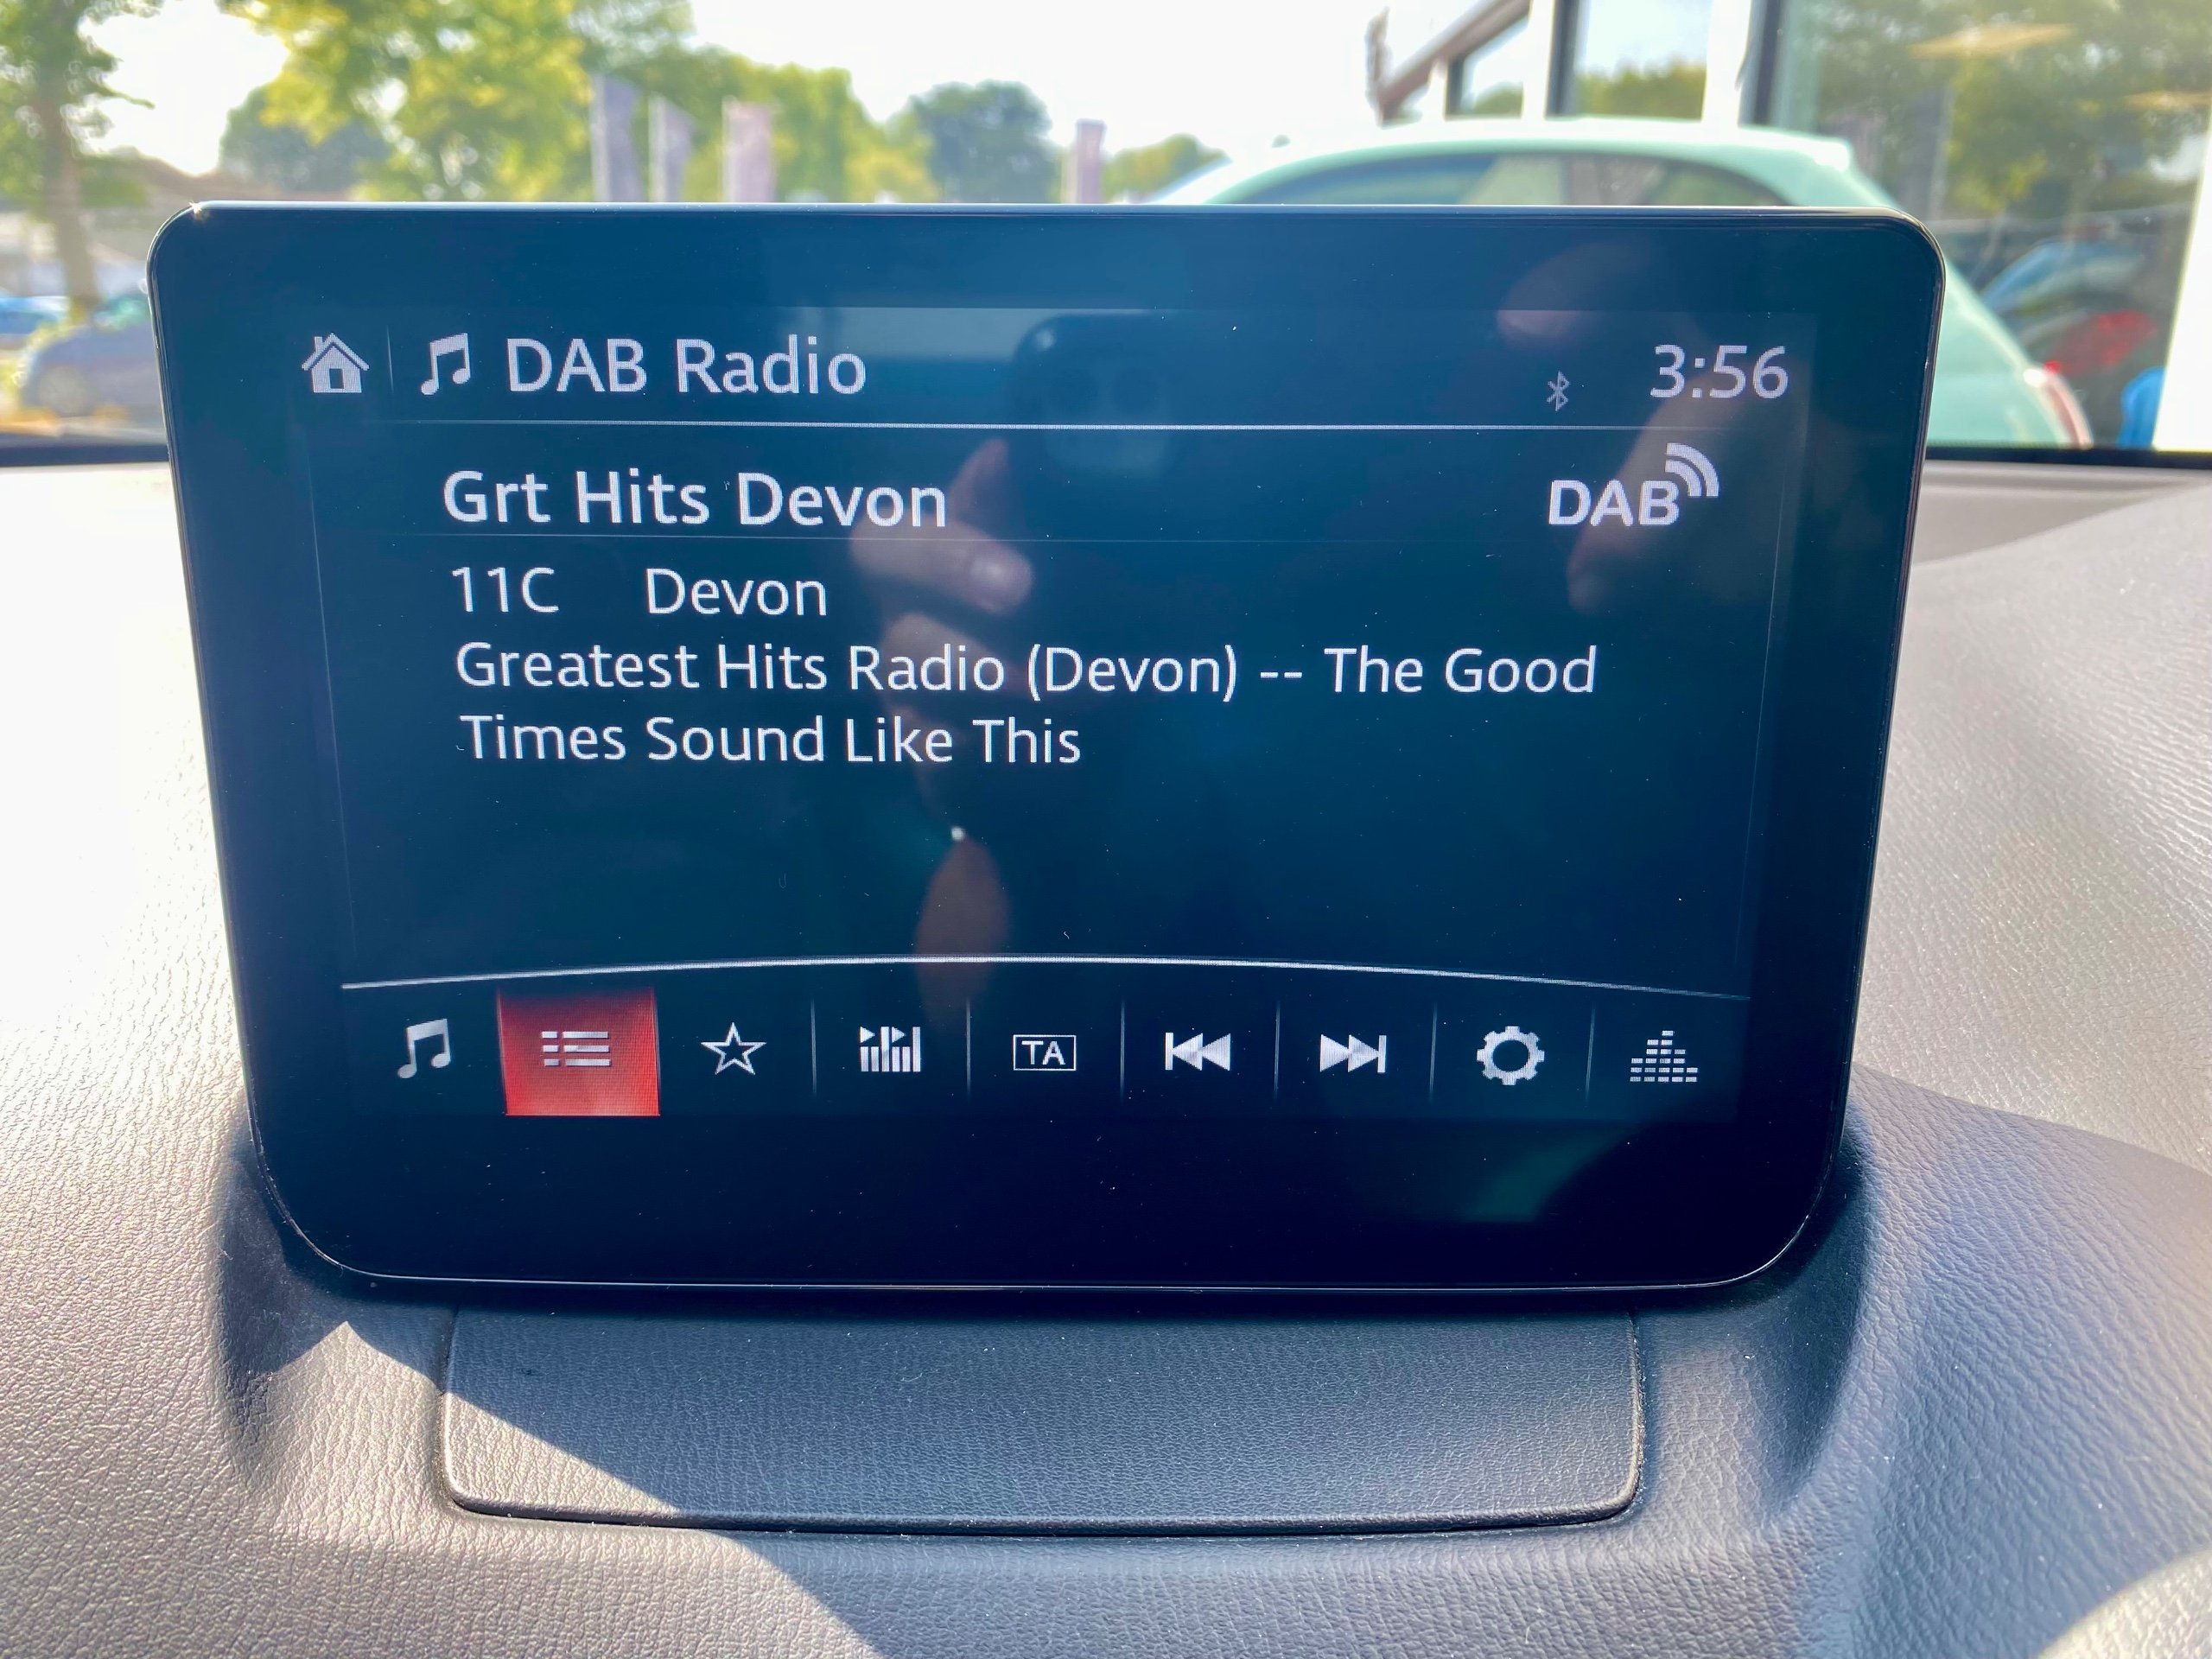 DAB Radio 3:56
Grt Hits Devon DAB
11C Devon
Greatest Hits Radio (Devon) -- The Good
Times Sound Like This
TA